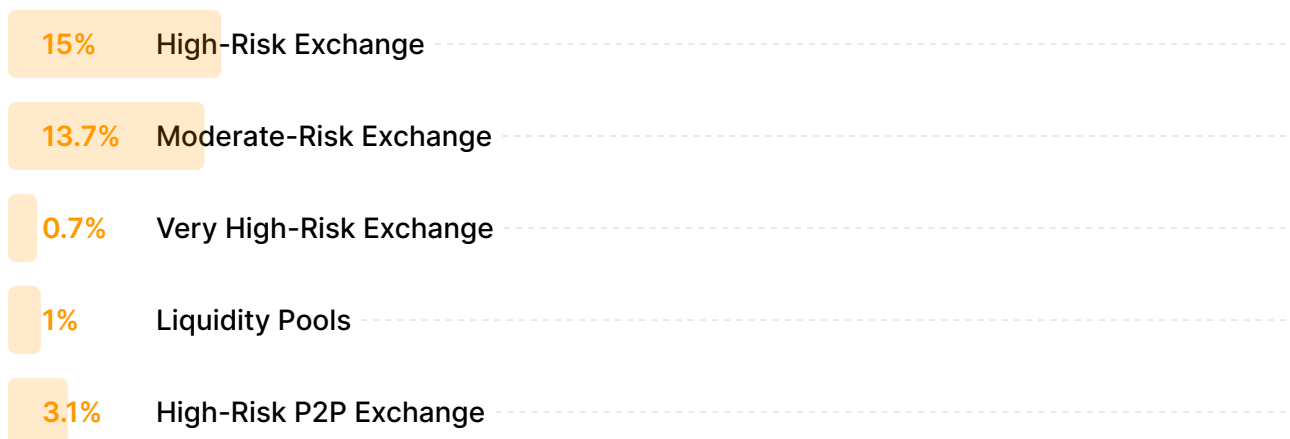 15% High-Risk Exchange
13.7% Moderate-Risk Exchange
0.7% Very High-Risk Exchange
1% Liquidity Pools
3.1% High-Risk P2P Exchange